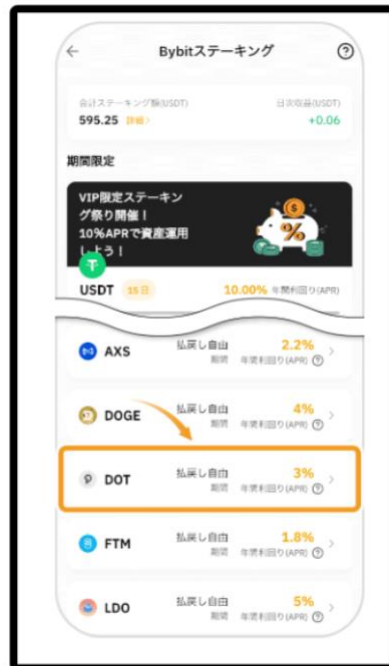 Bybitステーキング
合計ステーキング額(USDT) 日次収益(USDT)
595.25 詳細> +0.06
期間限定
VIP限定ステーキン
グ祭り開催！
10%APRで資産運用
しよう！
USDT 15日 10.00% 年間利回り(APR)
AXS 払戻し自由 2.2%
期間 年間利回り(APR)
DOGE 払戻し自由 4%
期間 年間利回り(APR)
DOT 払戻し自由 3%
期間 年間利回り(APR)
FTM 払戻し自由 1.8%
期間 年間利回り(APR)
LDO 払戻し自由 5%
期間 年間利回り(APR)